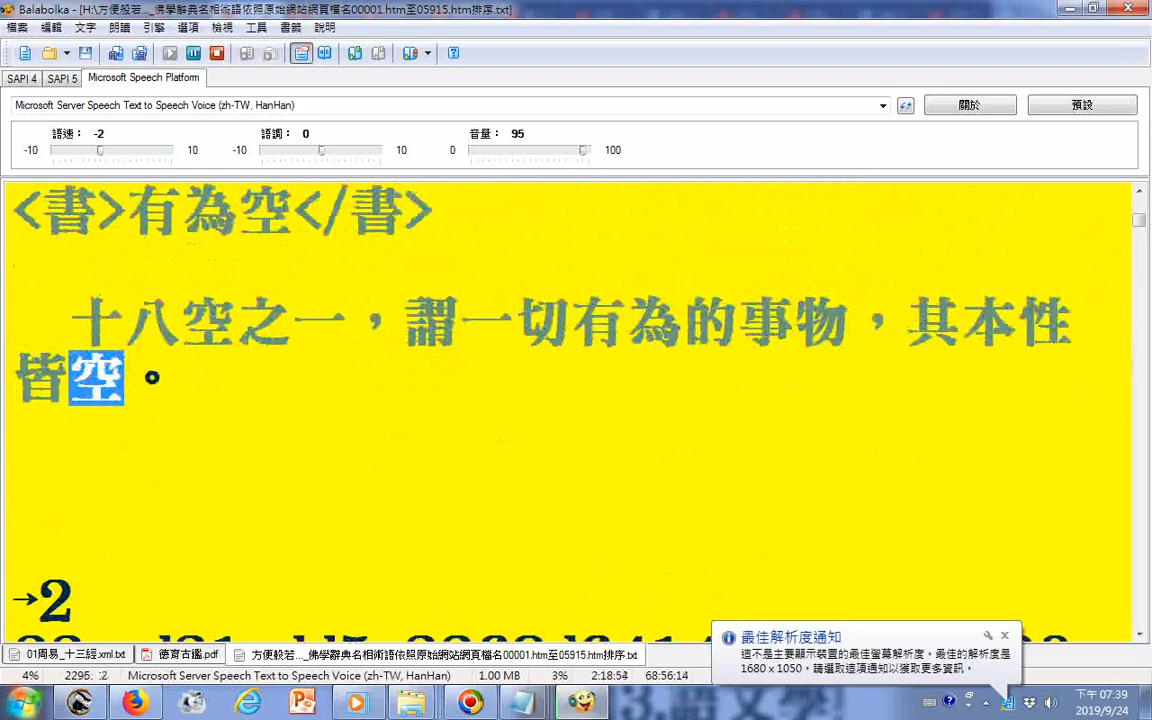 Balabolka - [H:\方便般若..._佛學辭典名相術語依照原始網站網頁檔名00001.htm至05915.htm排序.txt]
檔案 編輯 文字 朗讀 引擎 選項 檢視 工具 書籤 說明
SAPI 4 SAPI 5 Microsoft Speech Platform
Microsoft Server Speech Text to Speech Voice (zh-TW, HanHan) 關於 預設
語速： -2 語調： 0 音量： 95
-10 10 -10 10 0 100
<書>有為空</書>
十八空之一，謂一切有為的事物，其本性
皆空。
→2
最佳解析度通知
這不是主要顯示裝置的最佳螢幕解析度。最佳的解析度是
1680 x 1050。請選取這項通知以獲取更多資訊。
01周易_十三經.xml.txt 德育古鑑.pdf 方便般若..._佛學辭典名相術語依照原始網站網頁檔名00001.htm至05915.htm排序.txt
4% 2295: :2. Microsoft Server Speech Text to Speech Voice (zh-TW, HanHan) 1.00 MB 3% 2:18:54 68:56:14
3.語文學
下午 07:39
2019/9/24